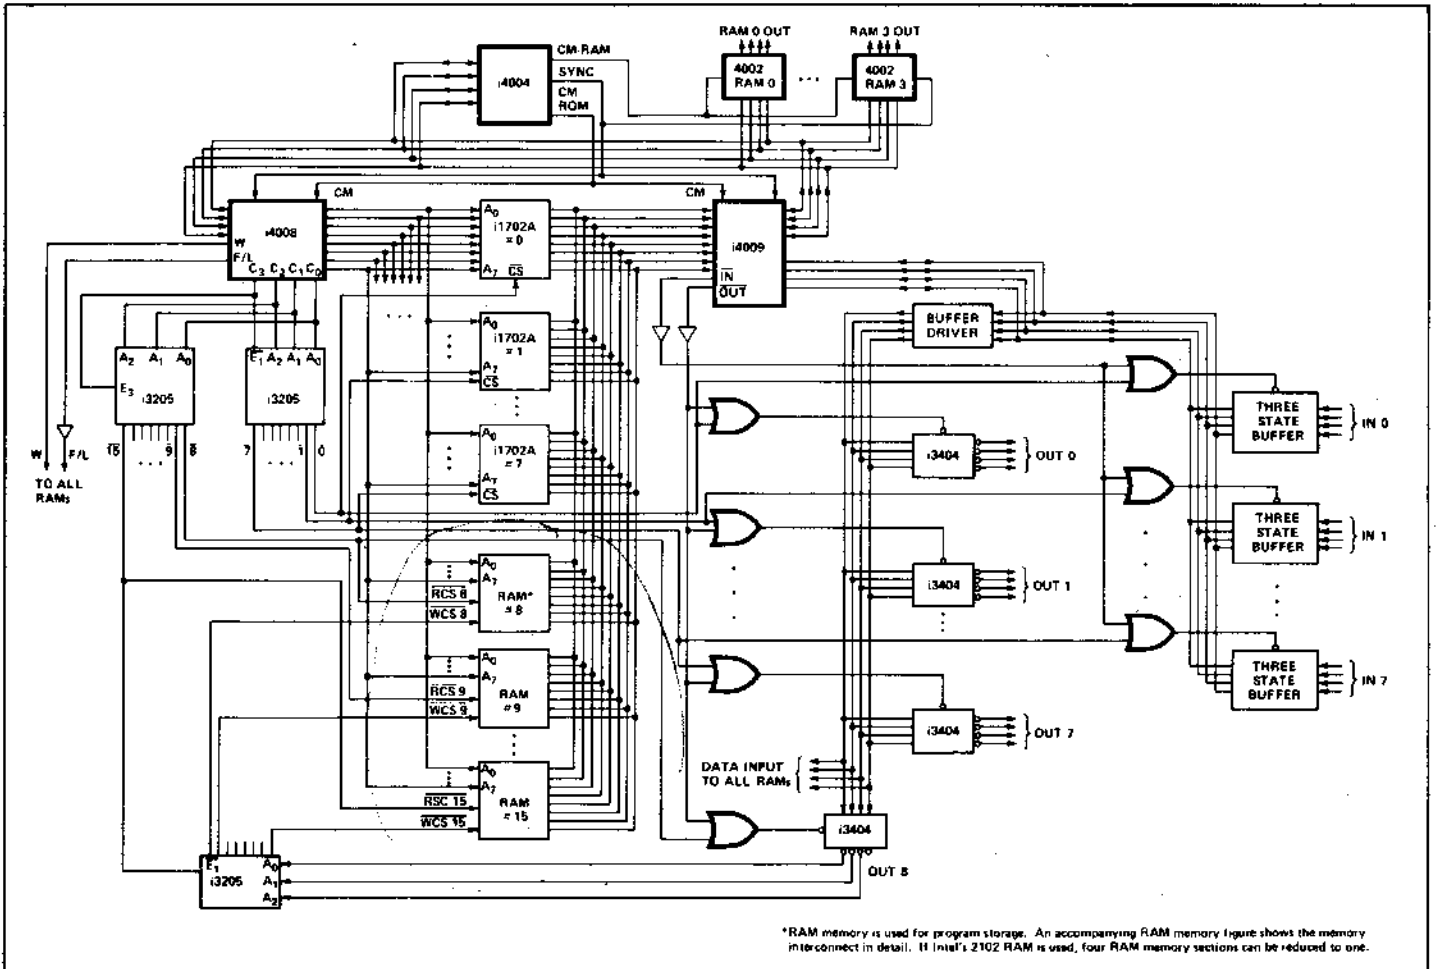 RAM 0 OUT
RAM 3 OUT
CM-RAM
SYNC
CM
ROM
i4004
4002
RAM 0
4002
RAM 3
CM
CM
i4008
W
F/L
C3 C2 C1 C0
A0
i1702A
= 0
A7 CS
i4009
IN
OUT
BUFFER
DRIVER
A2 A1 A0
E3
i3205
E1 A2 A1 A0
i3205
15 9 8
7 1 0
W F/L
TO ALL
RAMs
A0
i1702A
= 1
A7
CS
A0
i1702A
= 7
A7
CS
THREE
STATE
BUFFER
IN 0
i3404
OUT 0
THREE
STATE
BUFFER
IN 1
A0
A7
RAM*
= 8
RCS 8
WCS 8
i3404
OUT 1
A0
A7
RAM
= 9
RCS 9
WCS 9
THREE
STATE
BUFFER
IN 7
i3404
OUT 7
DATA INPUT
TO ALL RAMs
A0
A7
RAM
= 15
RSC 15
WCS 15
i3404
OUT 8
E1 A0
i3205 A1
A2
*RAM memory is used for program storage. An accompanying RAM memory figure shows the memory
interconnect in detail. If Intel's 2102 RAM is used, four RAM memory sections can be reduced to one.